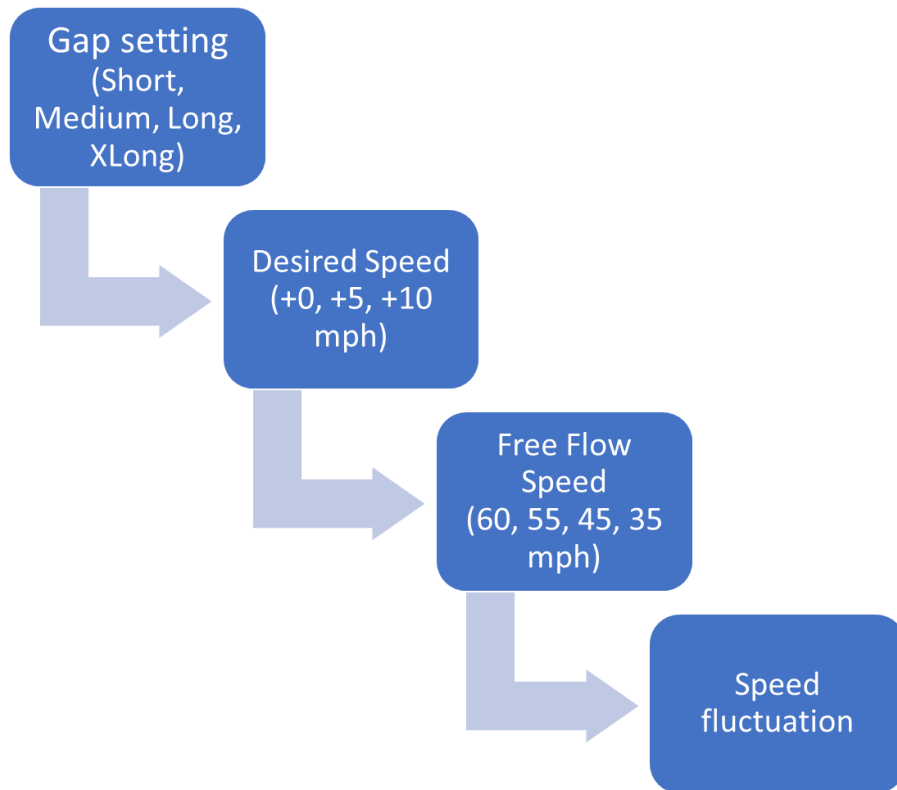 Gap setting
(Short,
Medium, Long,
XLong)
Desired Speed
(+0, +5, +10
mph)
Free Flow
Speed
(60, 55, 45, 35
mph)
Speed
fluctuation